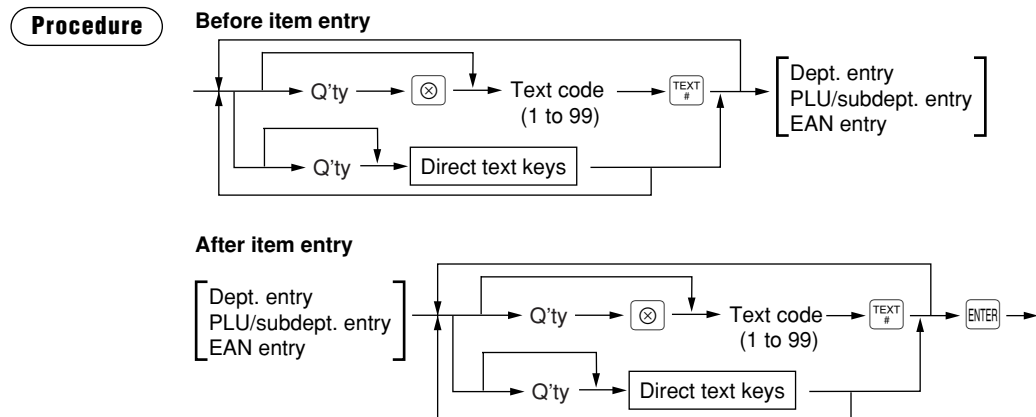 Procedure
Before item entry
Q'ty
⊗
Text code
(1 to 99)
TEXT
#
Dept. entry
PLU/subdept. entry
EAN entry
Q'ty
Direct text keys
After item entry
Dept. entry
PLU/subdept. entry
EAN entry
Q'ty
⊗
Text code
(1 to 99)
TEXT
#
ENTER
Q'ty
Direct text keys